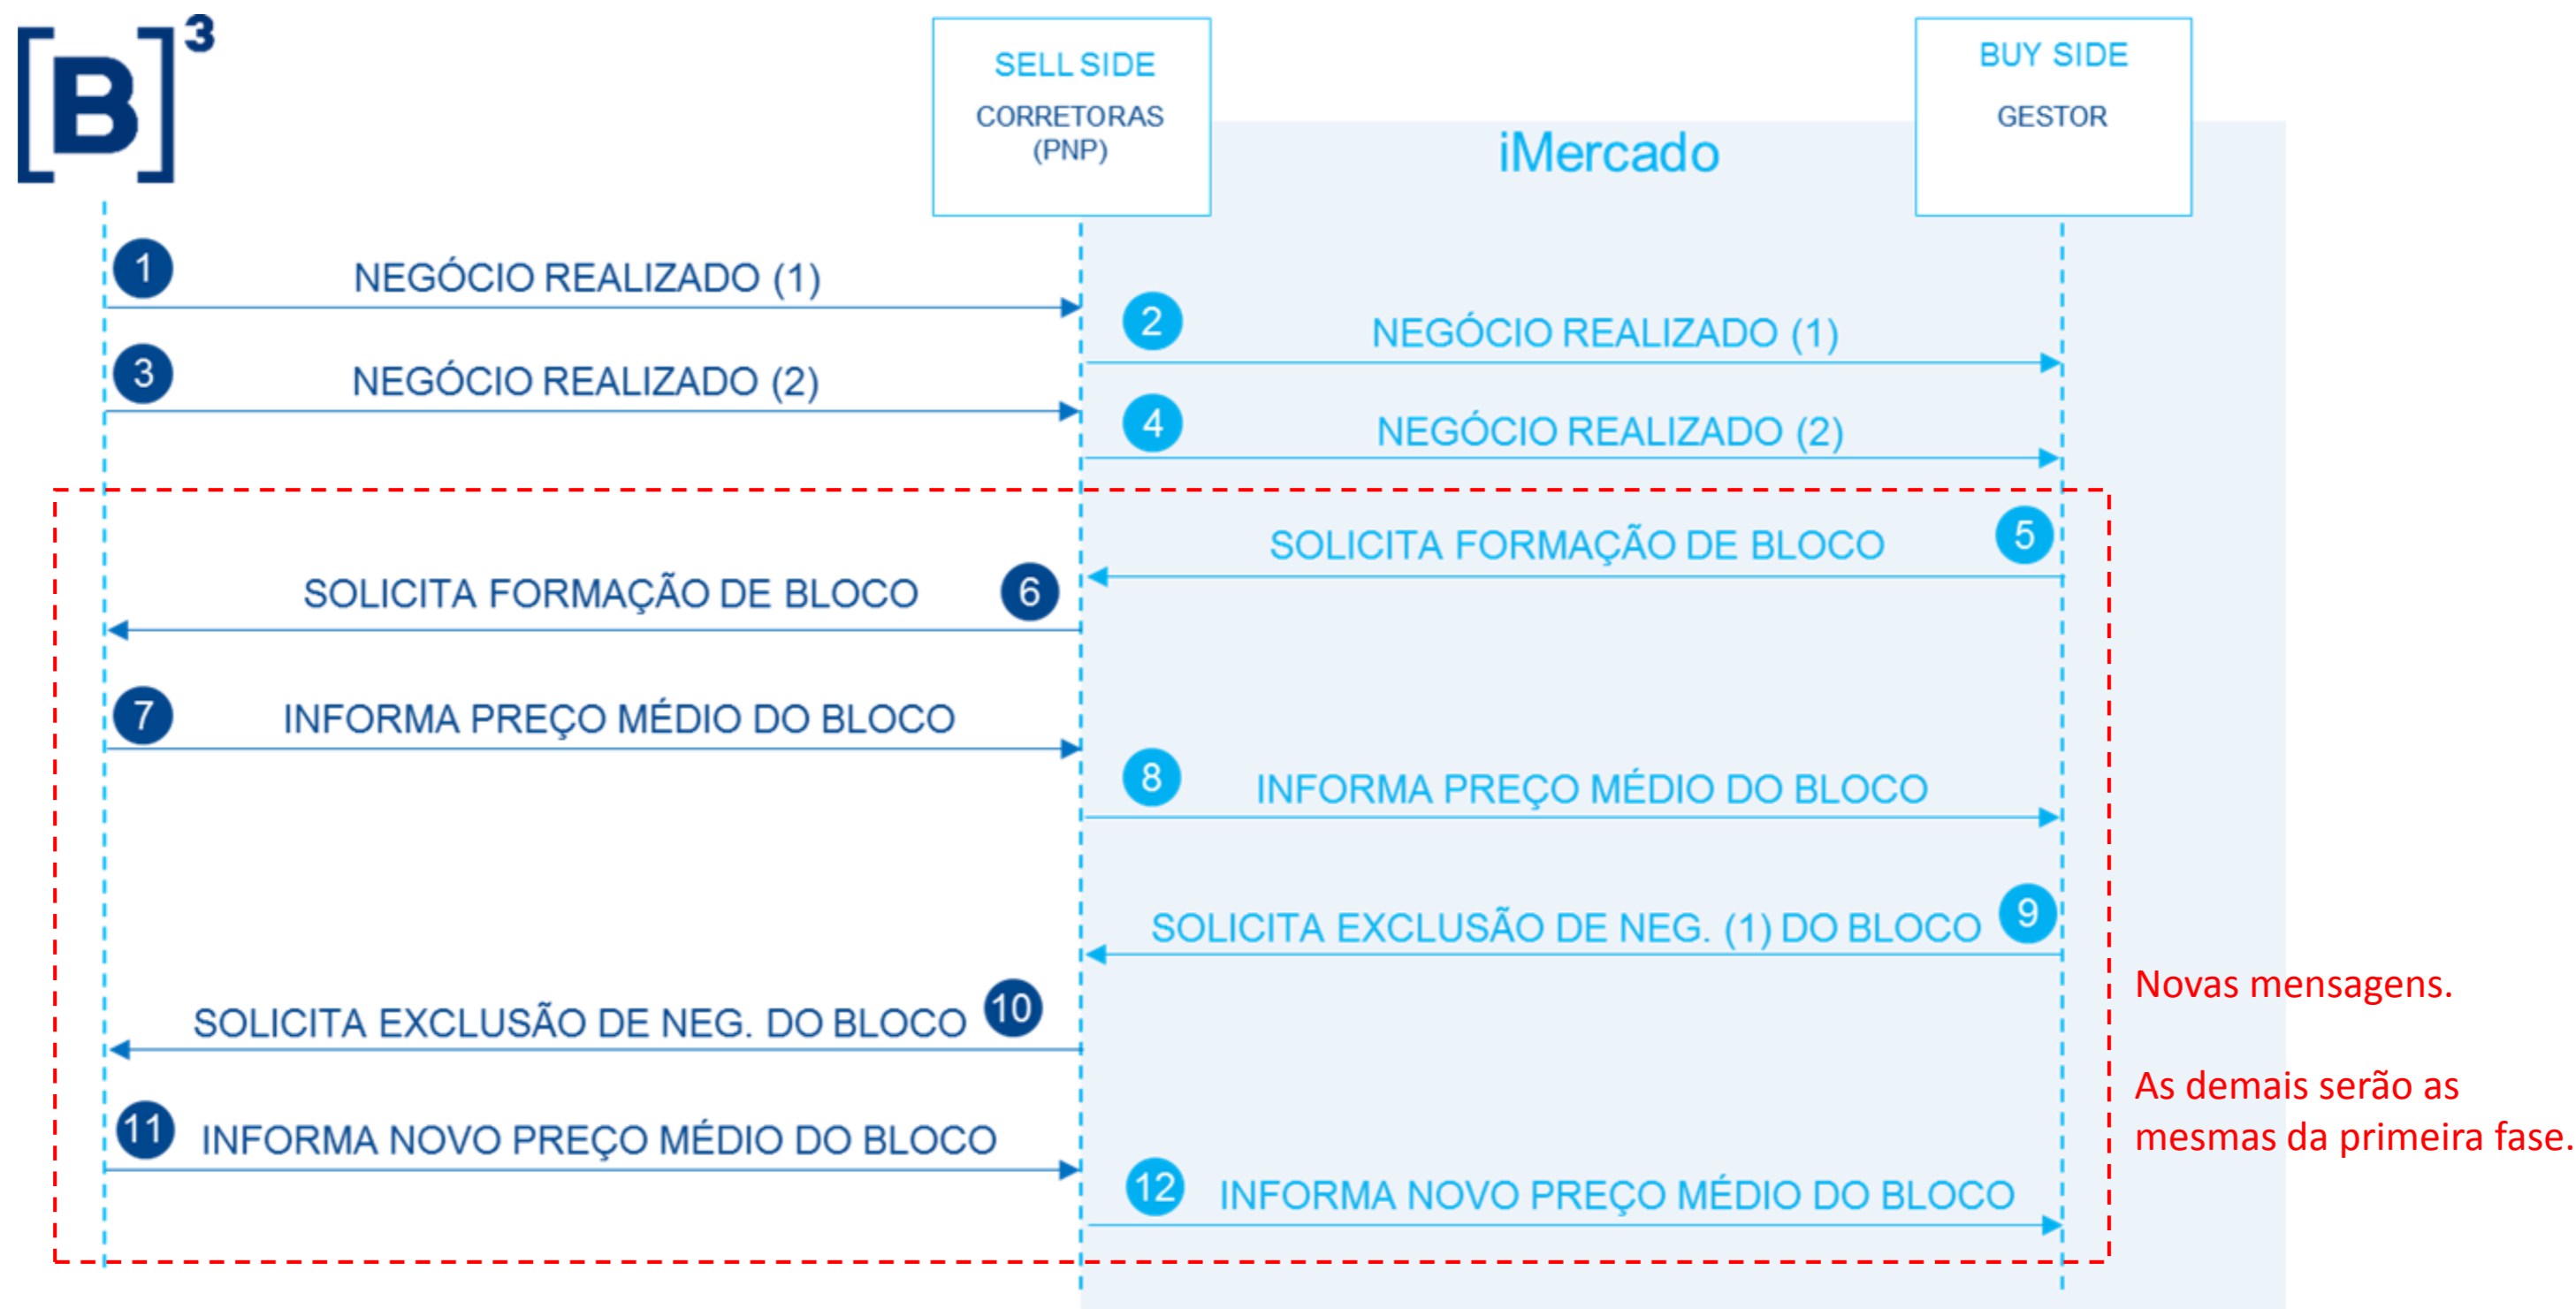 [B]³
SELL SIDE
CORRETORAS
(PNP)
BUY SIDE
GESTOR
iMercado
1
NEGÓCIO REALIZADO (1)
2
NEGÓCIO REALIZADO (1)
3
NEGÓCIO REALIZADO (2)
4
NEGÓCIO REALIZADO (2)
SOLICITA FORMAÇÃO DE BLOCO
5
SOLICITA FORMAÇÃO DE BLOCO
6
7
INFORMA PREÇO MÉDIO DO BLOCO
8
INFORMA PREÇO MÉDIO DO BLOCO
SOLICITA EXCLUSÃO DE NEG. (1) DO BLOCO
9
SOLICITA EXCLUSÃO DE NEG. DO BLOCO
10
11
INFORMA NOVO PREÇO MÉDIO DO BLOCO
12
INFORMA NOVO PREÇO MÉDIO DO BLOCO
Novas mensagens.
As demais serão as
mesmas da primeira fase.